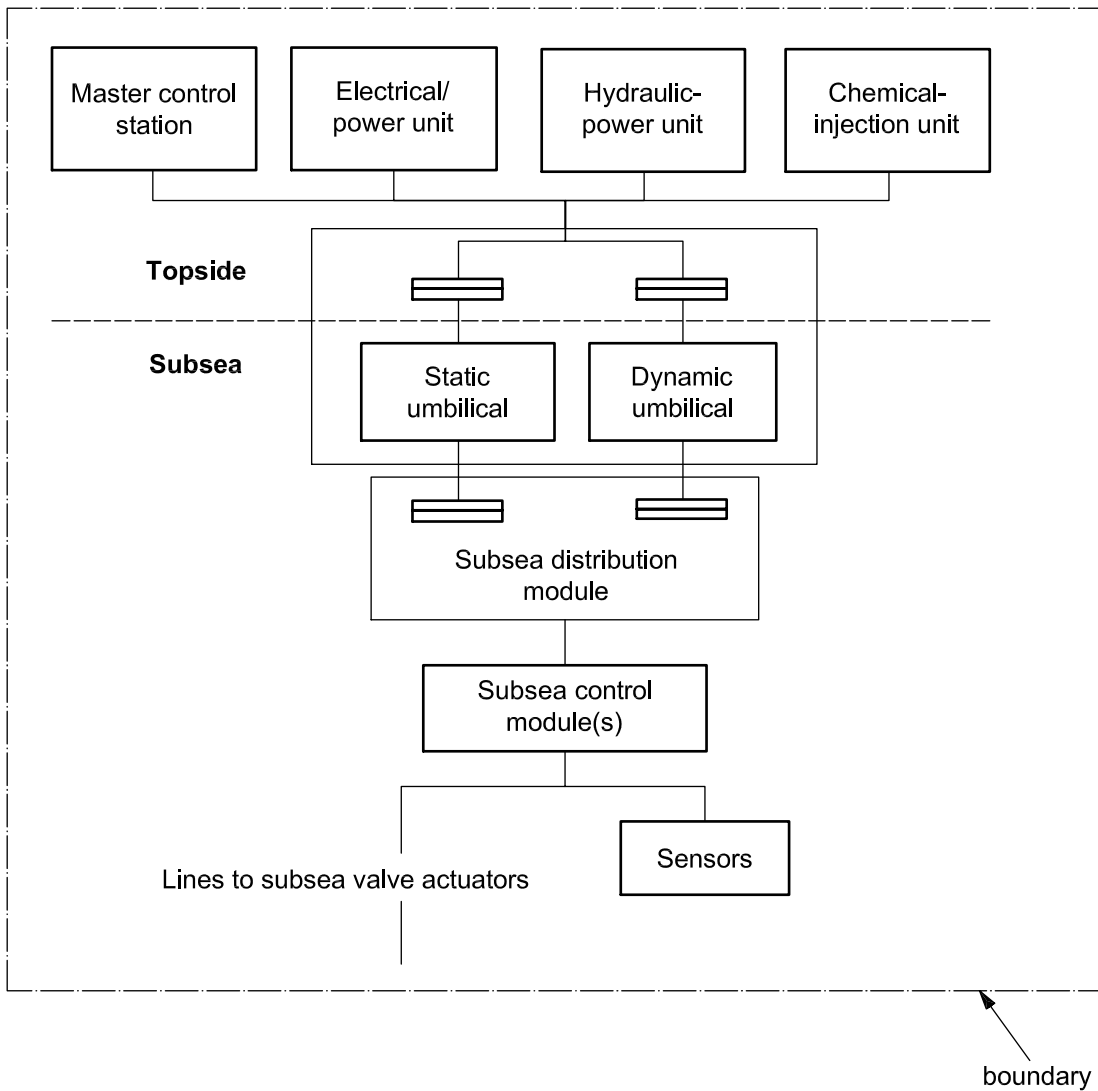 Master control
station
Electrical/
power unit
Hydraulic-
power unit
Chemical-
injection unit
Topside
Subsea
Static
umbilical
Dynamic
umbilical
Subsea distribution
module
Subsea control
module(s)
Lines to subsea valve actuators
Sensors
boundary